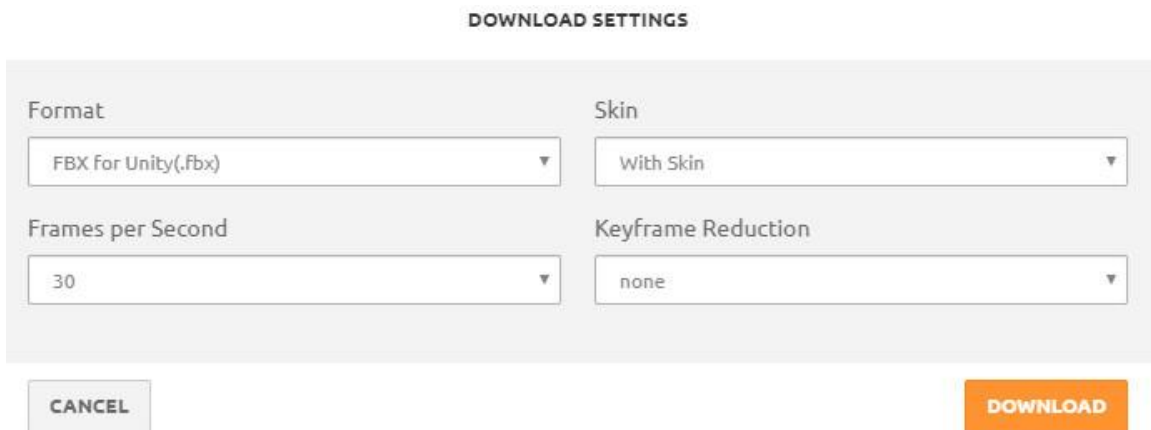 DOWNLOAD SETTINGS
Format
Skin
FBX for Unity(.fbx)
With Skin
Frames per Second
Keyframe Reduction
30
none
CANCEL
DOWNLOAD